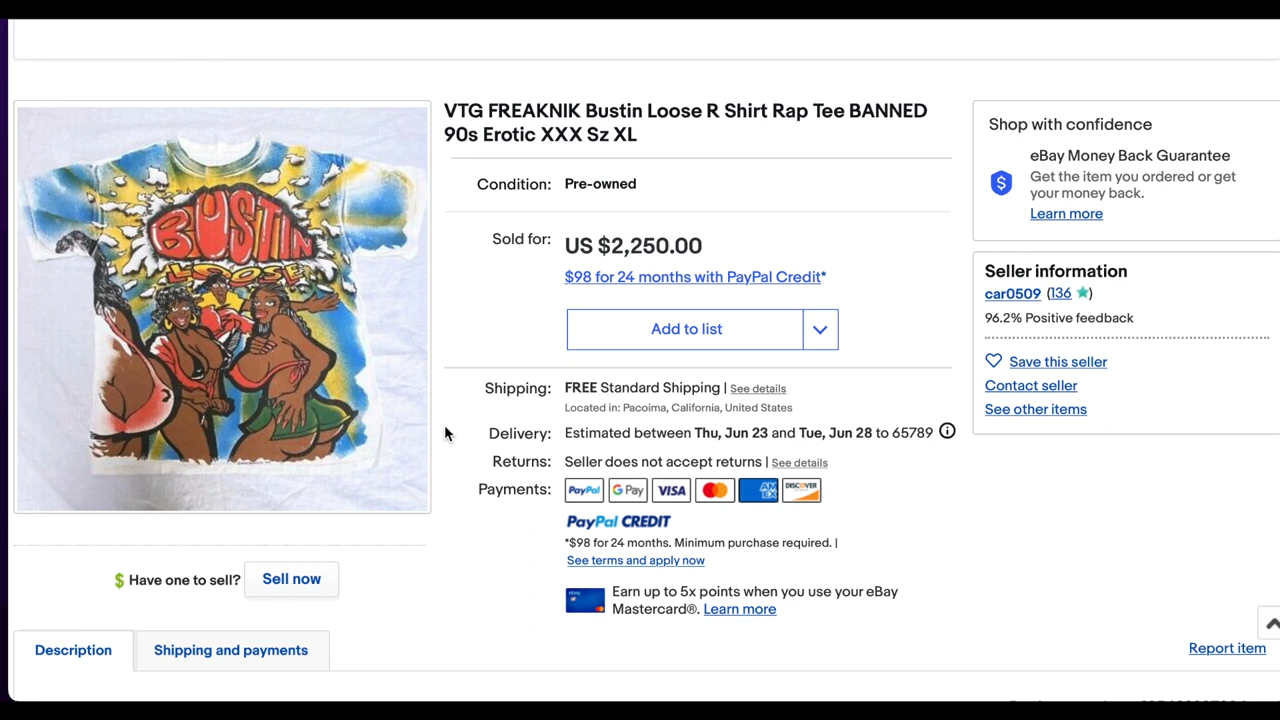 VTG FREAKNIK Bustin Loose R Shirt Rap Tee BANNED
90s Erotic XXX Sz XL
Condition: Pre-owned
Sold for: US $2,250.00
$98 for 24 months with PayPal Credit*
Add to list
Shipping: FREE Standard Shipping | See details
Located in: Pacoima, California, United States
Delivery: Estimated between Thu, Jun 23 and Tue, Jun 28 to 65789
Returns: Seller does not accept returns | See details
Payments: PayPal G Pay VISA AM EX DISCOVER
PayPal CREDIT
*$98 for 24 months. Minimum purchase required. |
See terms and apply now
Earn up to 5x points when you use your eBay
Mastercard®. Learn more
Shop with confidence
eBay Money Back Guarantee
$
Get the item you ordered or get
your money back.
Learn more
Seller information
car0509 (136)
96.2% Positive feedback
Save this seller
Contact seller
See other items
BUSTIN
LOOSE
Have one to sell? Sell now
Description
Shipping and payments
Report item